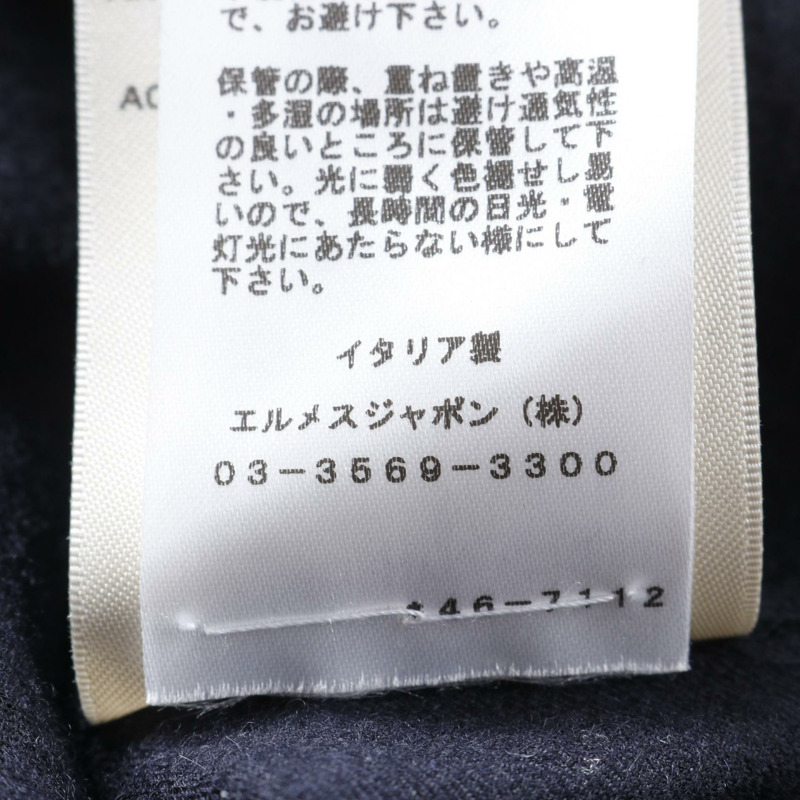 で、お避け下さい。
保管の際、重ね置きや高温
・多湿の場所は避け通気性
の良いところに保管して下
さい。光に弱く色褪せし易
いので、長時間の日光・電
灯光にあたらない様にして
下さい。
イタリア製
エルメスジャポン（株）
03-3569-3300
*46-7112
AC